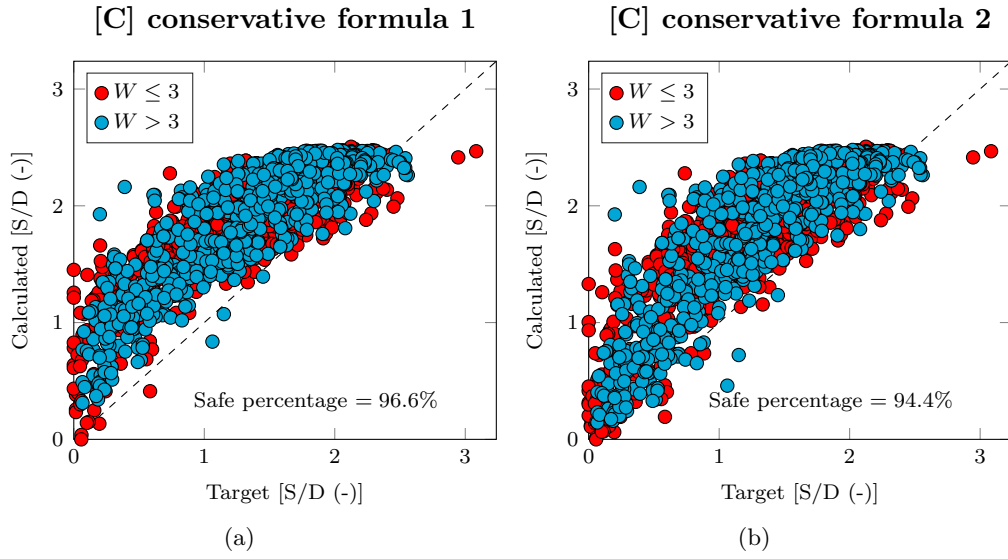 [C] conservative formula 1
3
2
1
0
Calculated [S/D (-)]
W ≤ 3
W > 3
Safe percentage = 96.6%
0 1 2 3
Target [S/D (-)]
(a)
[C] conservative formula 2
3
2
1
0
Calculated [S/D (-)]
W ≤ 3
W > 3
Safe percentage = 94.4%
0 1 2 3
Target [S/D (-)]
(b)